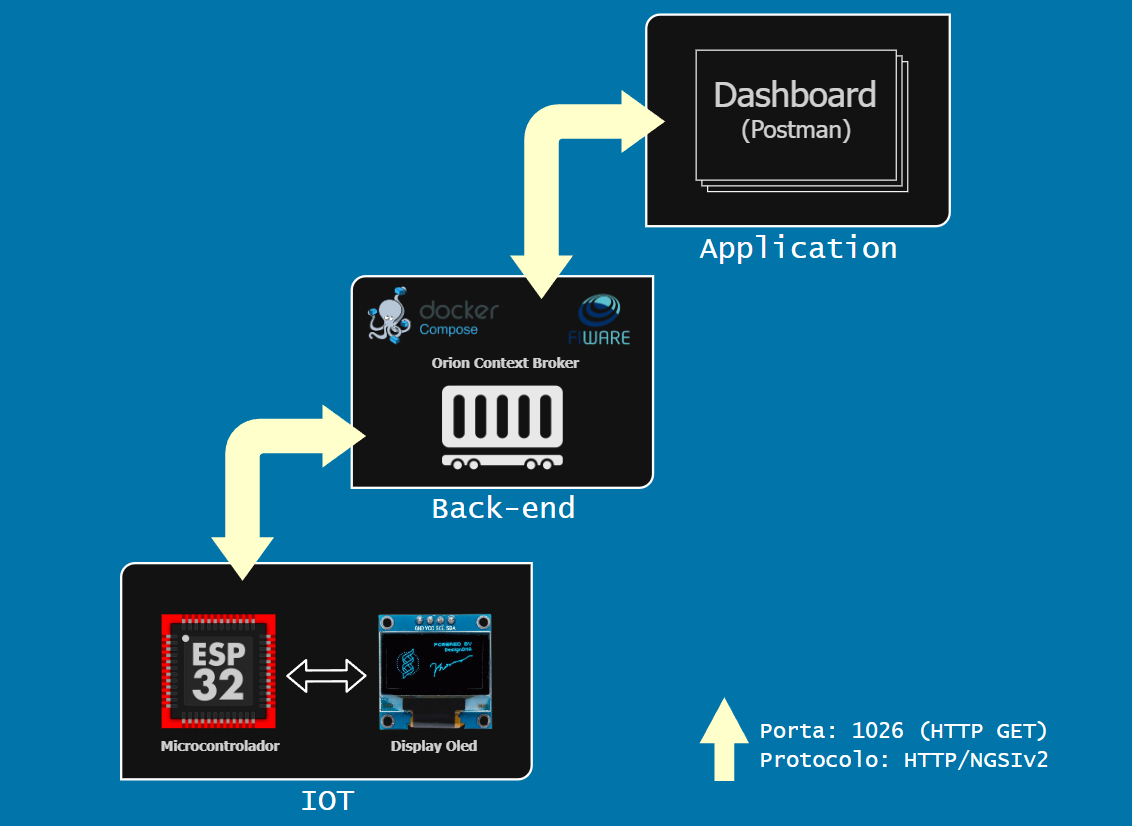 Dashboard
(Postman)
Application
docker
Compose
FIWARE
Orion Context Broker
Back-end
ESP
32
GND VCC SCL SDA
POWERED BY
Microcontrolador
Display Oled
IOT
Porta: 1026 (HTTP GET)
Protocolo: HTTP/NGSIv2